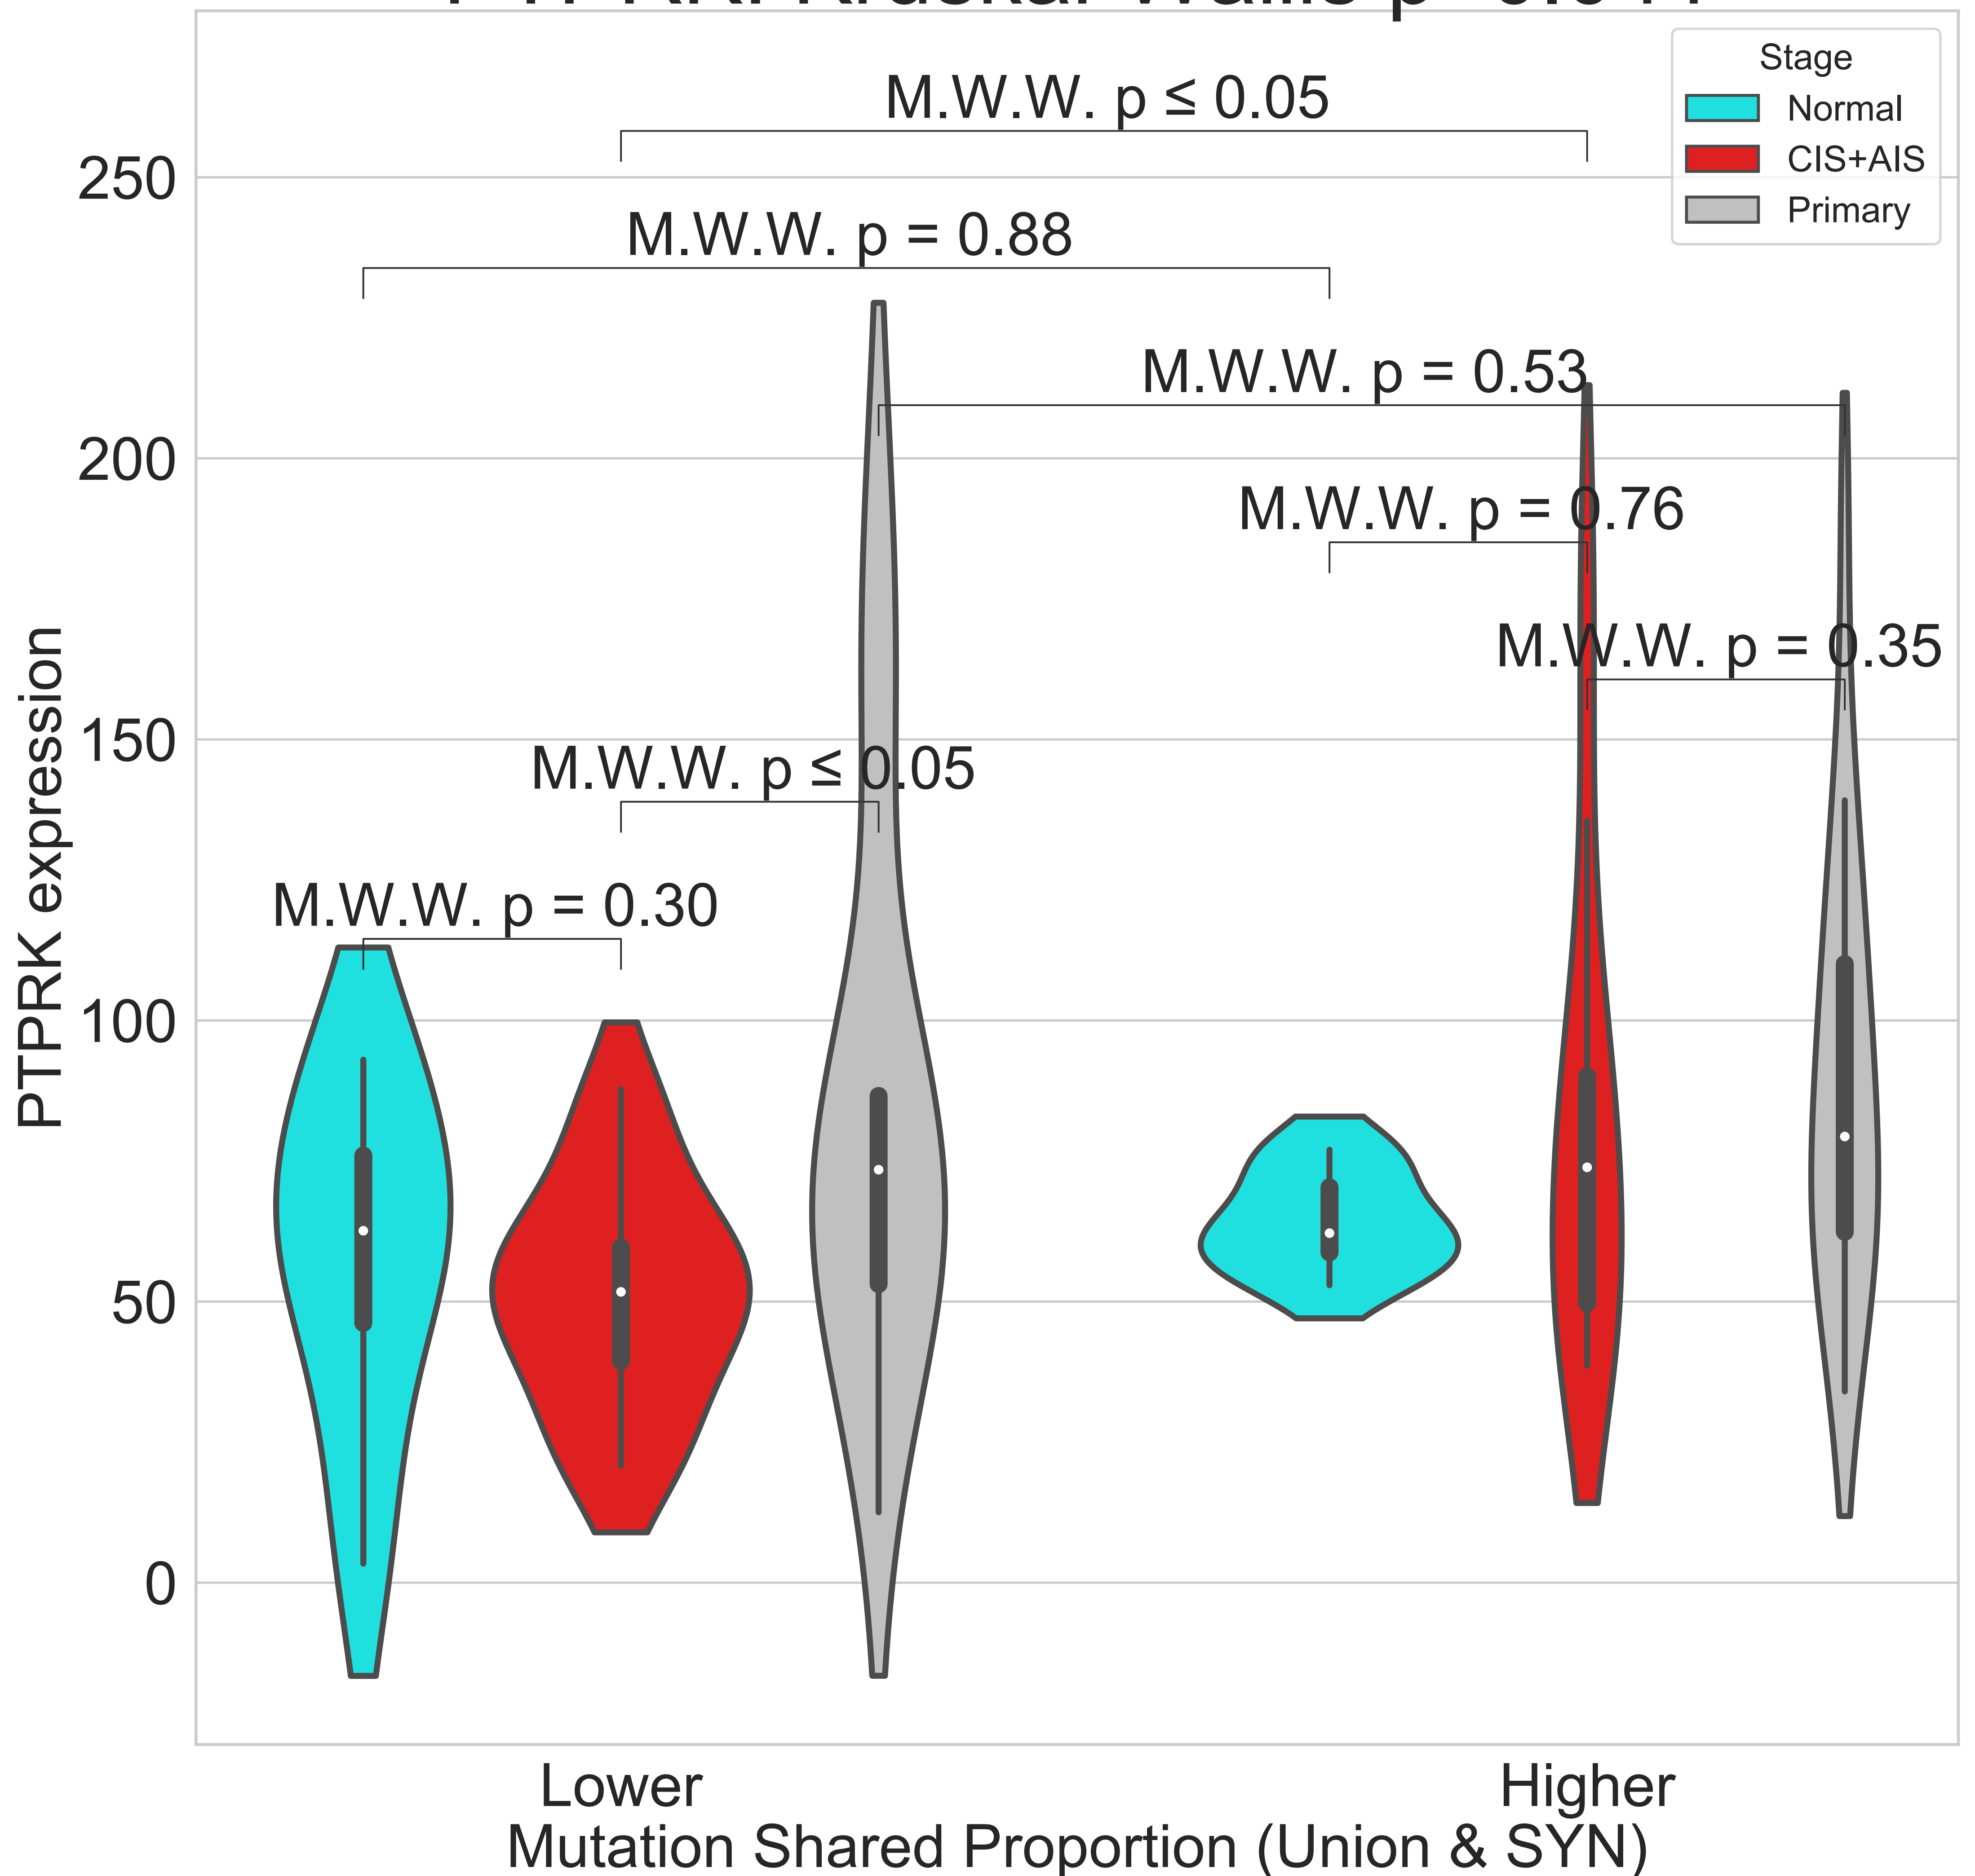 Stage
Normal
CIS+AIS
Primary
M.W.W. p ≤ 0.05
M.W.W. p = 0.88
M.W.W. p = 0.53
M.W.W. p = 0.76
M.W.W. p = 0.35
M.W.W. p ≤ 0.05
M.W.W. p = 0.30
250
200
150
100
50
0
PTPRK expression
Lower
Higher
Mutation Shared Proportion (Union & SYN)